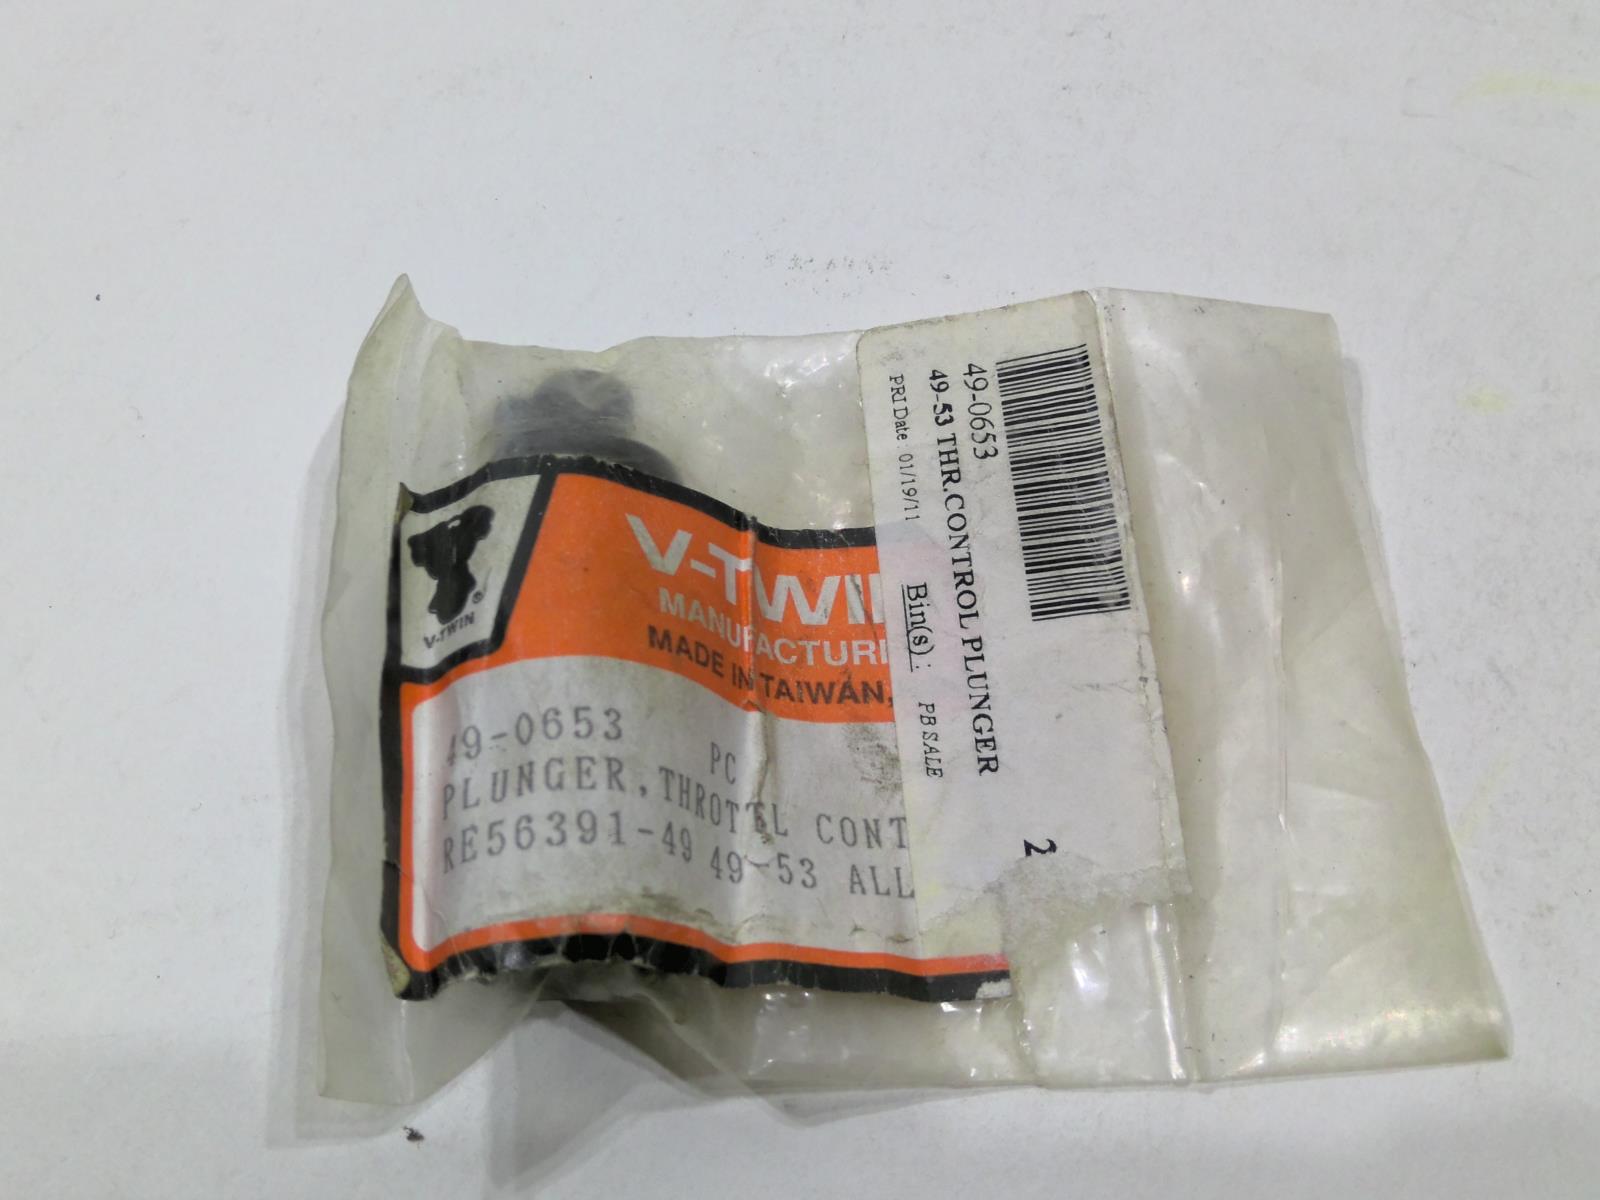 V-TWIN
®
V-TWIN
MANUFACTURI
MADE IN TAIWAN,
49-0653 PC
PLUNGER, THROTTL CONT
RE56391-49 49-53 ALL
49-0653
49-53 THR.CONTROL PLUNGER
PRI Date: 01/19/11 Bin(s): PB SALE
2